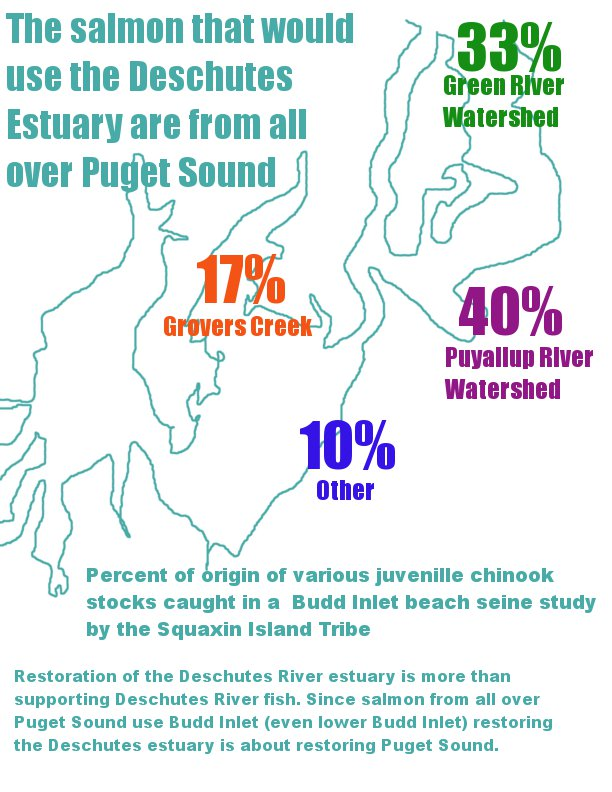 The salmon that would
use the Deschutes
Estuary are from all
over Puget Sound
33%
Green River
Watershed
17%
Grovers Creek
40%
Puyallup River
Watershed
10%
Other
Percent of origin of various juvenille chinook
stocks caught in a Budd Inlet beach seine study
by the Squaxin Island Tribe
Restoration of the Deschutes River estuary is more than
supporting Deschutes River fish. Since salmon from all over
Puget Sound use Budd Inlet (even lower Budd Inlet) restoring
the Deschutes estuary is about restoring Puget Sound.